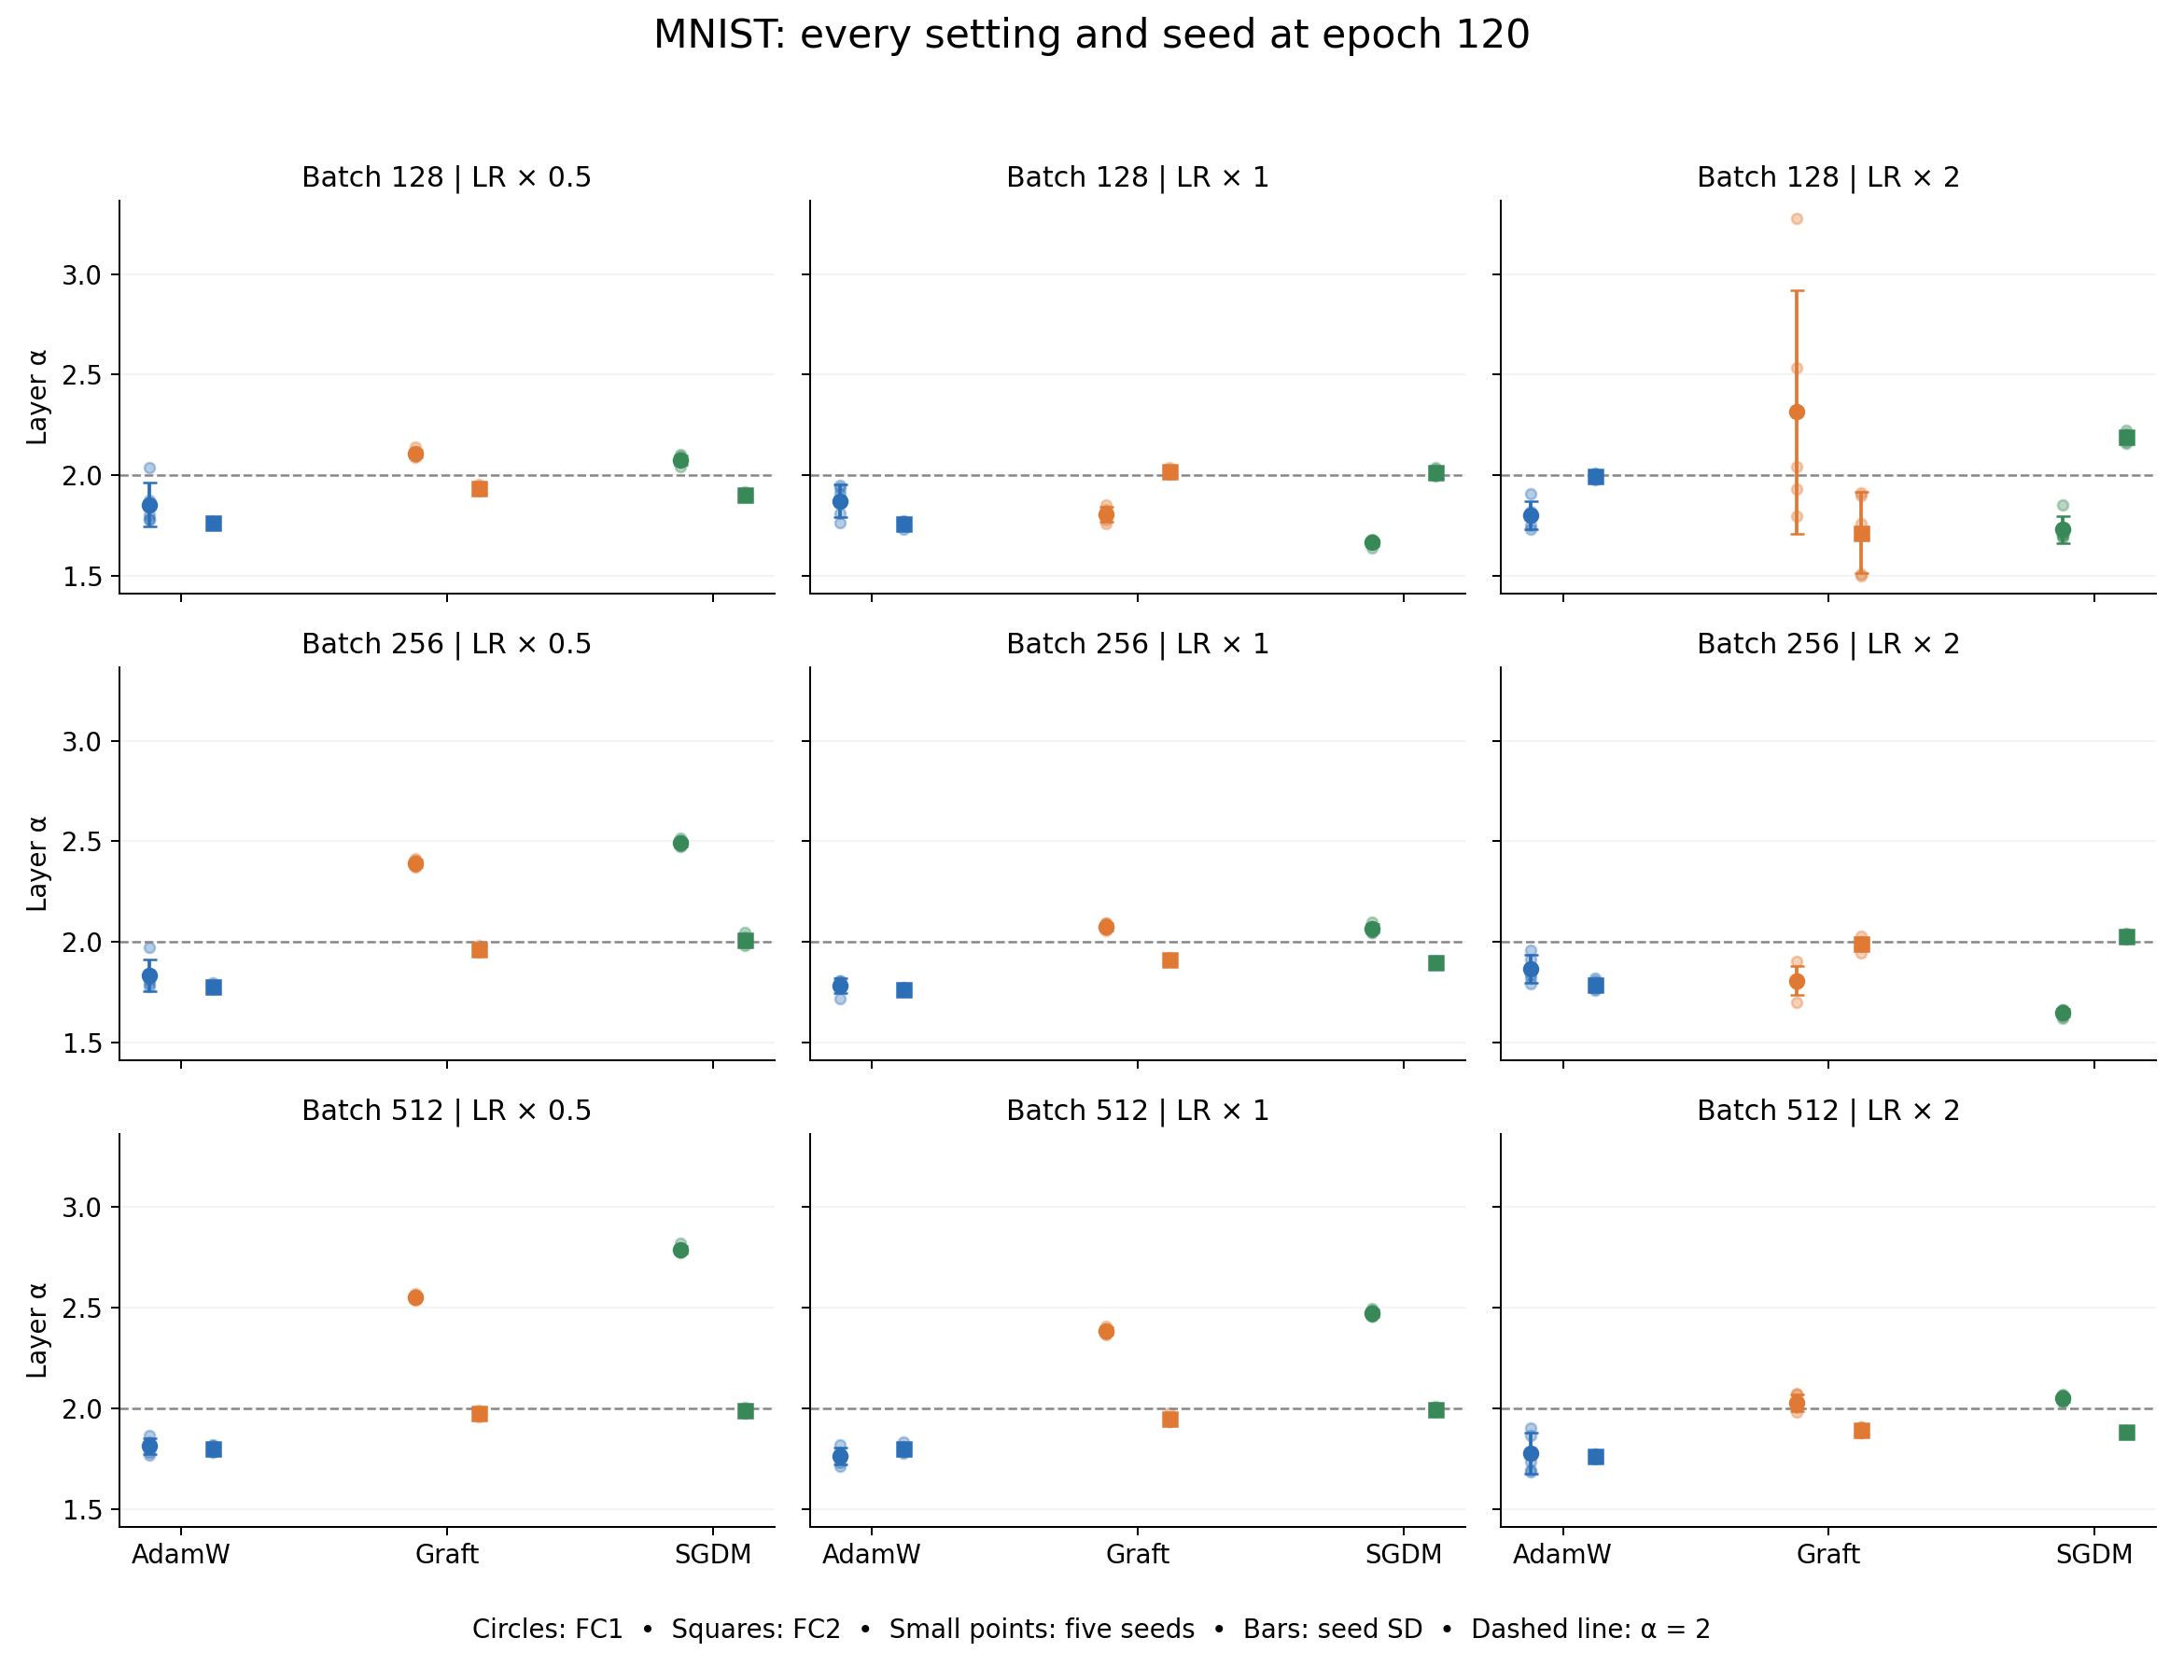 MNIST: every setting and seed at epoch 120
Batch 128 | LR × 0.5
Batch 128 | LR × 1
Batch 128 | LR × 2
Layer α
3.0
2.5
2.0
1.5
Batch 256 | LR × 0.5
Batch 256 | LR × 1
Batch 256 | LR × 2
Layer α
3.0
2.5
2.0
1.5
Batch 512 | LR × 0.5
Batch 512 | LR × 1
Batch 512 | LR × 2
Layer α
3.0
2.5
2.0
1.5
AdamW Graft SGDM
AdamW Graft SGDM
AdamW Graft SGDM
Circles: FC1 • Squares: FC2 • Small points: five seeds • Bars: seed SD • Dashed line: α = 2